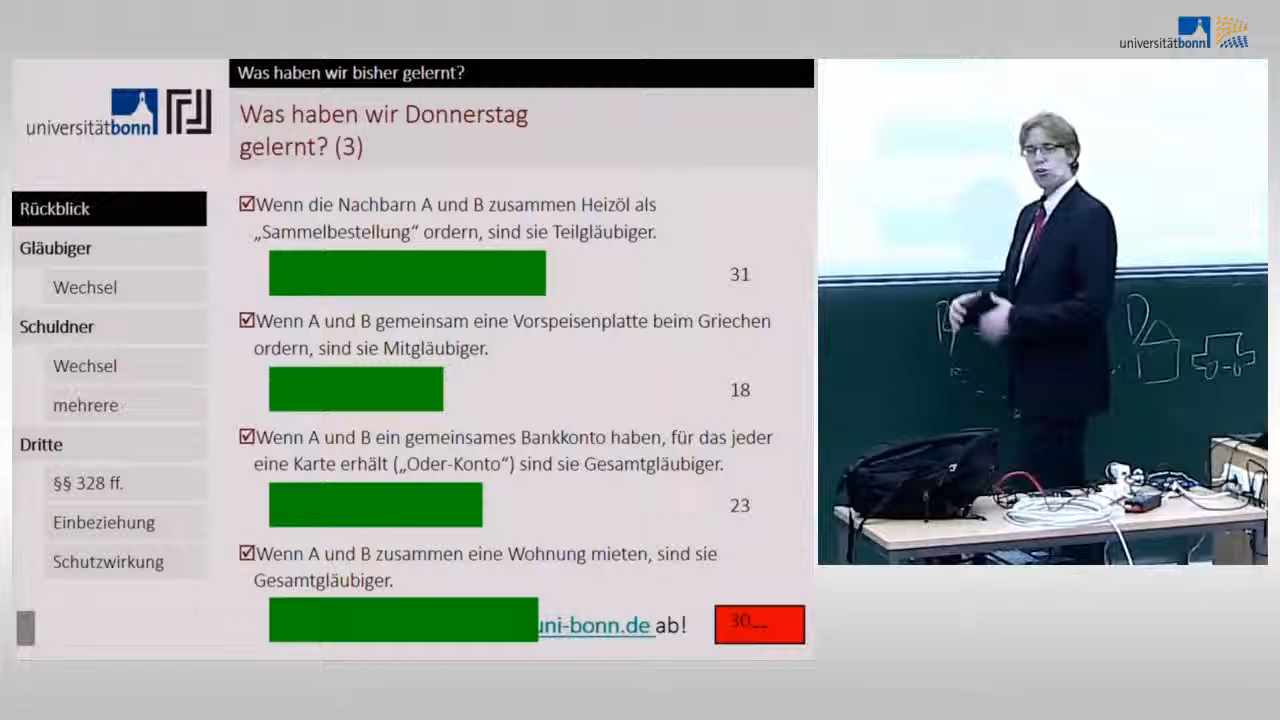 universitätbonn
Was haben wir bisher gelernt?
universitätbonn
Was haben wir Donnerstag
gelernt? (3)
Rückblick
Gläubiger
Wechsel
Schuldner
Wechsel
mehrere
Dritte
§§ 328 ff.
Einbeziehung
Schutzwirkung
Wenn die Nachbarn A und B zusammen Heizöl als
„Sammelbestellung“ ordern, sind sie Teilgläubiger.
31
Wenn A und B gemeinsam eine Vorspeisenplatte beim Griechen
ordern, sind sie Mitgläubiger.
18
Wenn A und B ein gemeinsames Bankkonto haben, für das jeder
eine Karte erhält („Oder-Konto“) sind sie Gesamtgläubiger.
23
Wenn A und B zusammen eine Wohnung mieten, sind sie
Gesamtgläubiger.
uni-bonn.de ab!
30